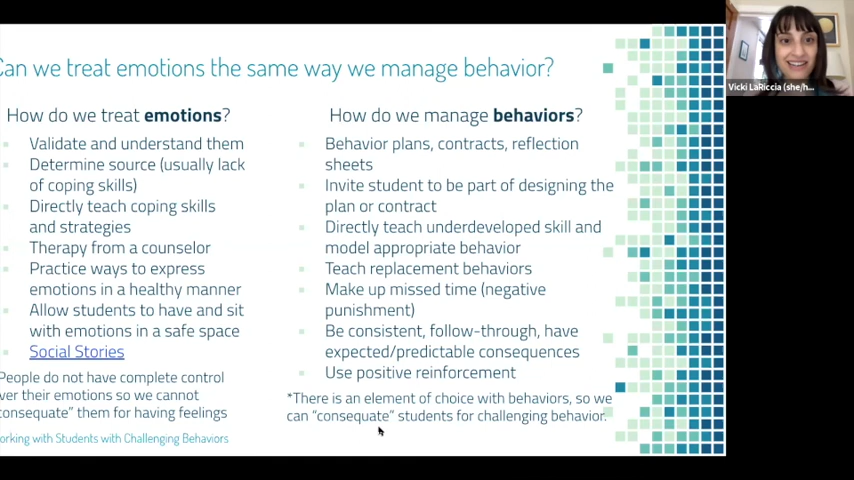 Can we treat emotions the same way we manage behavior?
How do we treat emotions?
Validate and understand them
Determine source (usually lack
of coping skills)
Directly teach coping skills
and strategies
Therapy from a counselor
Practice ways to express
emotions in a healthy manner
Allow students to have and sit
with emotions in a safe space
Social Stories
People do not have complete control
ver their emotions so we cannot
consequate" them for having feelings
orking with Students with Challenging Behaviors
How do we manage behaviors?
Behavior plans, contracts, reflection
sheets
Invite student to be part of designing the
plan or contract
Directly teach underdeveloped skill and
model appropriate behavior
Teach replacement behaviors
Make up missed time (negative
punishment)
Be consistent, follow-through, have
expected/predictable consequences
Use positive reinforcement
*There is an element of choice with behaviors, so we
can "consequate" students for challenging behavior.
Vicki LaRiccia (she/h...